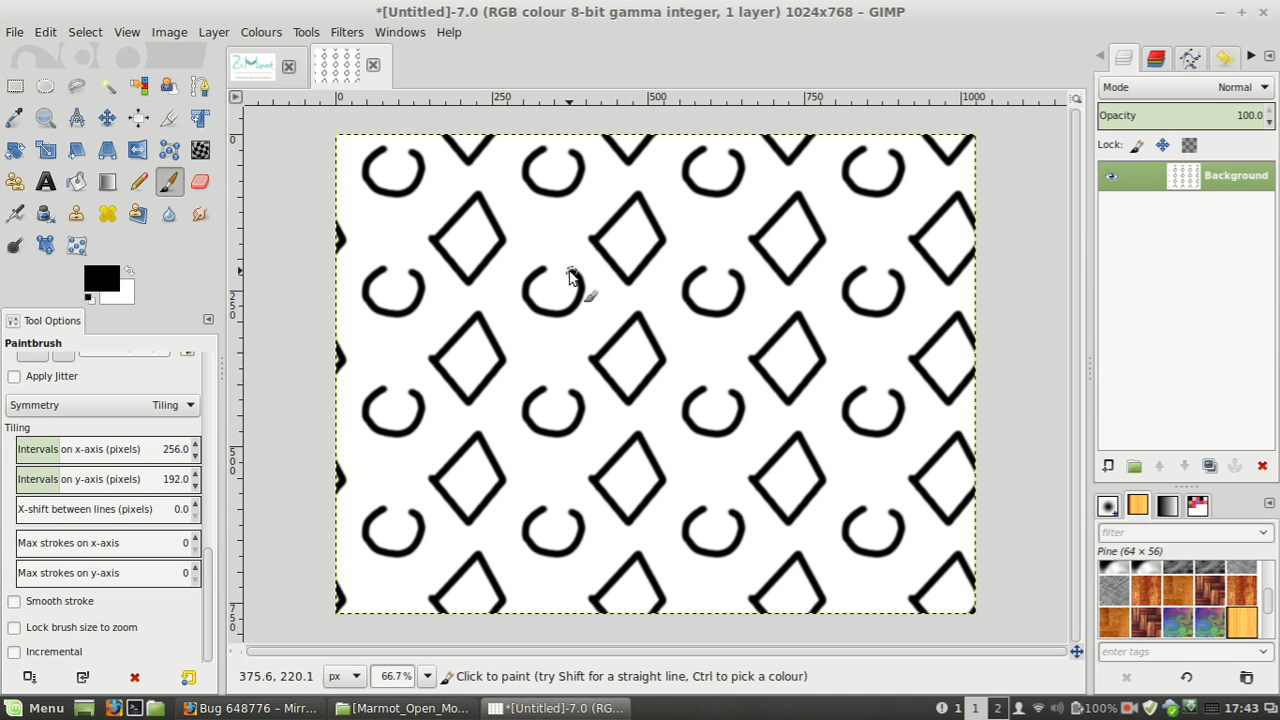 *[Untitled]-7.0 (RGB colour 8-bit gamma integer, 1 layer) 1024x768 – GIMP
File Edit Select View Image Layer Colours Tools Filters Windows Help
0 250 500 750 1000
0
250
500
750
Tool Options
Paintbrush
Apply Jitter
Symmetry Tiling
Tiling
Intervals on x-axis (pixels) 256.0
Intervals on y-axis (pixels) 192.0
X-shift between lines (pixels) 0.0
Max strokes on x-axis 0
Max strokes on y-axis 0
Smooth stroke
Lock brush size to zoom
Incremental
375.6, 220.1 px 66.7% Click to paint (try Shift for a straight line, Ctrl to pick a colour)
Mode Normal
Opacity 100.0
Lock:
Background
filter
Pine (64 × 56)
enter tags
Menu Bug 648776 – Mirr... [Marmot_Open_Mo... *[Untitled]-7.0 (RG... 1 1 2 100% 17:43